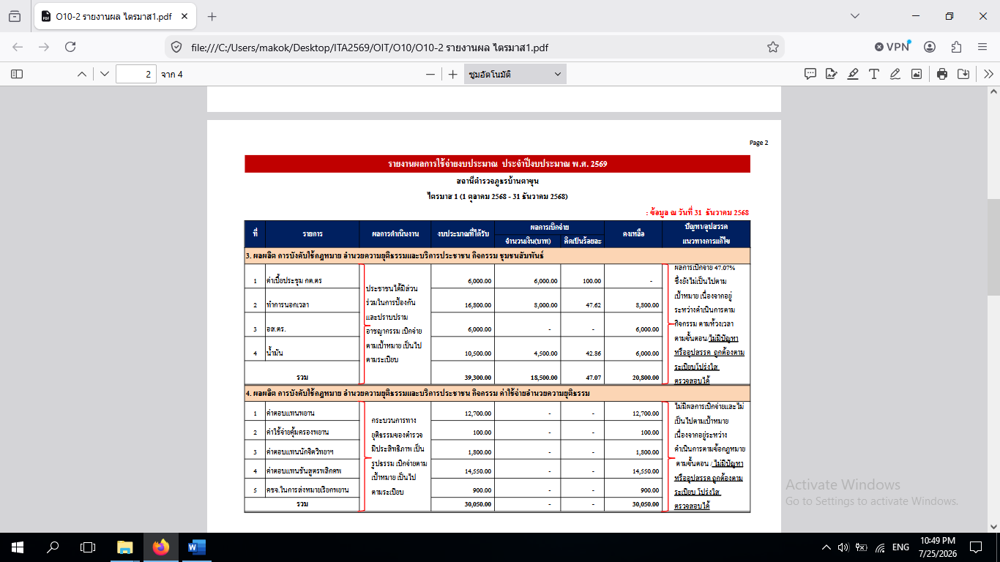 O10-2 รายงานผล ไตรมาส1.pdf
file:///C:/Users/makok/Desktop/ITA2569/OIT/O10/O10-2 รายงานผล ไตรมาส1.pdf
VPN
2 จาก 4
ซูมอัตโนมัติ
Page 2
รายงานผลการใช้จ่ายงบประมาณ ประจำปีงบประมาณ พ.ศ. 2569
สถานีตำรวจภูธรบ้านตาขุน
ไตรมาส 1 (1 ตุลาคม 2568 - 31 ธันวาคม 2568)
: ข้อมูล ณ วันที่ 31 ธันวาคม 2568
ที่ รายการ ผลการดำเนินงาน งบประมาณที่ได้รับ ผลการเบิกจ่าย คงเหลือ ปัญหา/อุปสรรค
จำนวนเงิน(บาท) คิดเป็นร้อยละ แนวทางการแก้ไข
3. ผลผลิต การบังคับใช้กฎหมาย อำนวยความยุติธรรมและบริการประชาชน กิจกรรม ชุมชนสัมพันธ์
1 ค่าเบี้ยประชุม กต.ตร 6,000.00 6,000.00 100.00 -
2 ทำการนอกเวลา 16,800.00 8,000.00 47.62 8,800.00
3 อส.ตร. 6,000.00 - - 6,000.00
4 น้ำมัน 10,500.00 4,500.00 42.86 6,000.00
รวม 39,300.00 18,500.00 47.07 20,800.00
ประชาชนได้มีส่วน
ร่วมในการป้องกัน
และปราบปราม
อาชญากรรม เบิกจ่าย
ตามเป้าหมาย เป็นไป
ตามระเบียบ
ผลการเบิกจ่าย 47.07%
ซึ่งยังไม่เป็นไปตาม
เป้าหมาย เนื่องจากอยู่
ระหว่างดำเนินการตาม
กิจกรรม ตามห้วงเวลา
ตามขั้นตอน/ไม่มีปัญหา
หรืออุปสรรค ถูกต้องตาม
ระเบียบโปร่งใส
ตรวจสอบได้
4. ผลผลิต การบังคับใช้กฎหมาย อำนวยความยุติธรรมและบริการประชาชน กิจกรรม ค่าใช้จ่ายอำนวยความยุติธรรม
1 ค่าตอบแทนพยาน 12,700.00 - - 12,700.00
2 ค่าใช้จ่ายคุ้มครองพยาน 100.00 - - 100.00
3 ค่าตอบแทนนักจิตวิทยาฯ 1,800.00 - - 1,800.00
4 ค่าตอบแทนชันสูตรพลิกศพ 14,550.00 - - 14,550.00
5 คชจ.ในการส่งหมายเรียกพยาน 900.00 - - 900.00
รวม 30,050.00 - - 30,050.00
กระบวนการทาง
ยุติธรรมของตำรวจ
มีประสิทธิภาพ เป็น
รูปธรรม เบิกจ่ายตาม
เป้าหมาย เป็นไป
ตามระเบียบ
ไม่มีผลการเบิกจ่ายและไม่
เป็นไปตามเป้าหมาย
เนื่องจากอยู่ระหว่าง
ดำเนินการตามข้อกฎหมาย
ตามขั้นตอน / ไม่มีปัญหา
หรืออุปสรรค ถูกต้องตาม
ระเบียบ โปร่งใส
ตรวจสอบได้
Activate Windows
Go to Settings to activate Windows.
ENG
10:49 PM
7/25/2026